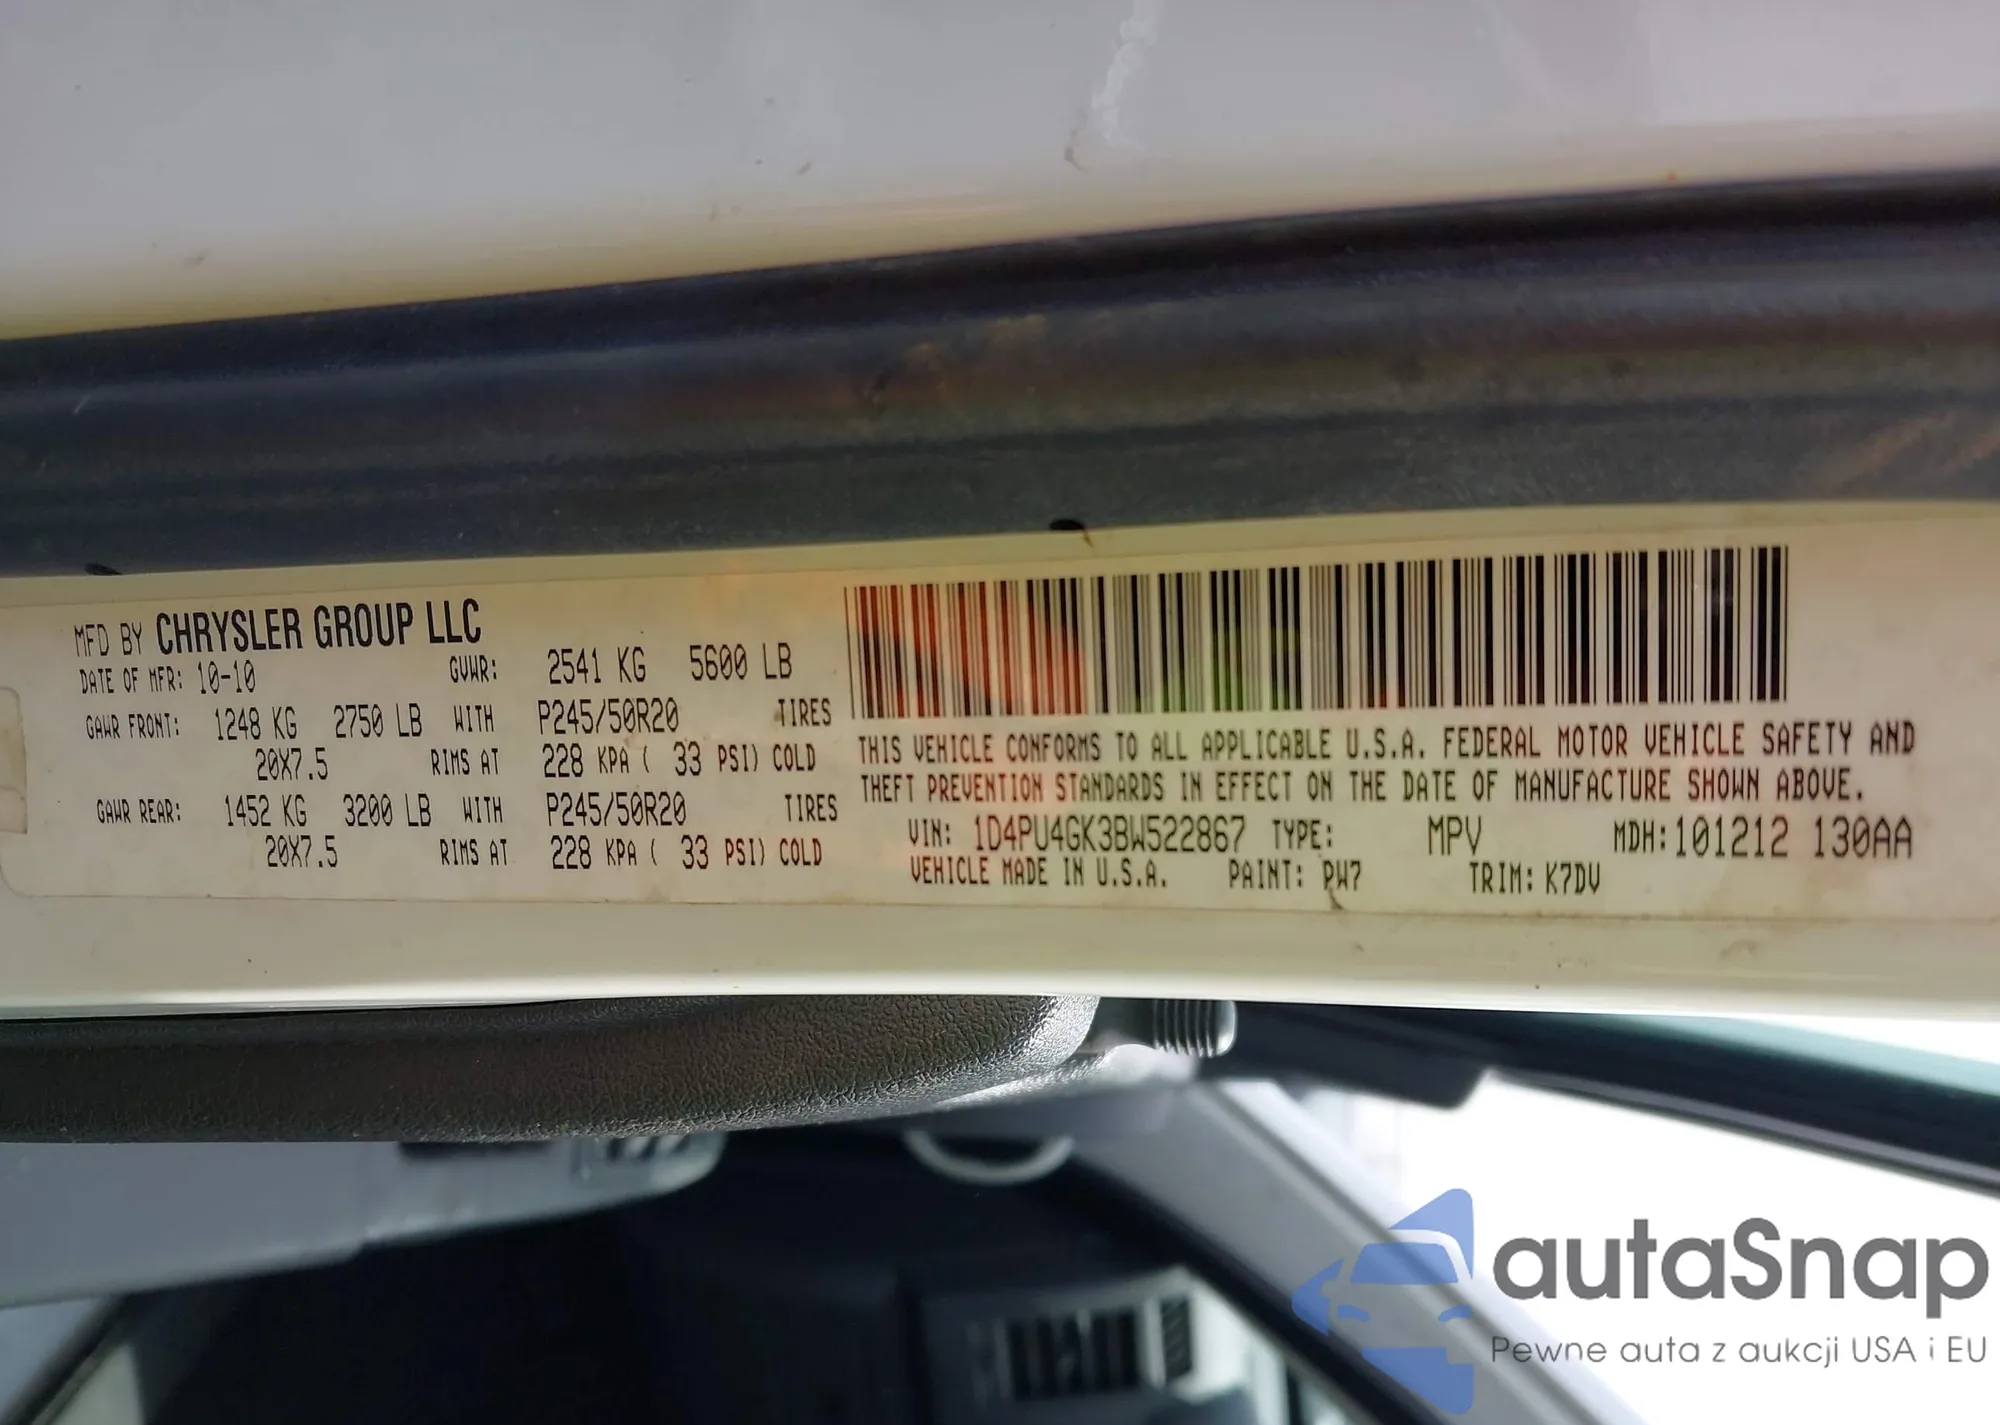 MFD BY CHRYSLER GROUP LLC
DATE OF MFR: 10-10 GVWR: 2541 KG 5600 LB
GAWR FRONT: 1248 KG 2750 LB WITH P245/50R20 TIRES
20X7.5 RIMS AT 228 KPA ( 33 PSI) COLD
GAWR REAR: 1452 KG 3200 LB WITH P245/50R20 TIRES
20X7.5 RIMS AT 228 KPA ( 33 PSI) COLD
THIS VEHICLE CONFORMS TO ALL APPLICABLE U.S.A. FEDERAL MOTOR VEHICLE SAFETY AND
THEFT PREVENTION STANDARDS IN EFFECT ON THE DATE OF MANUFACTURE SHOWN ABOVE.
VIN: 1D4PU4GK3BW522867 TYPE: MPV MDH:101212 130AA
VEHICLE MADE IN U.S.A. PAINT: PW7 TRIM: K7DV
autaSnap
Pewne auta z aukcji USA i EU